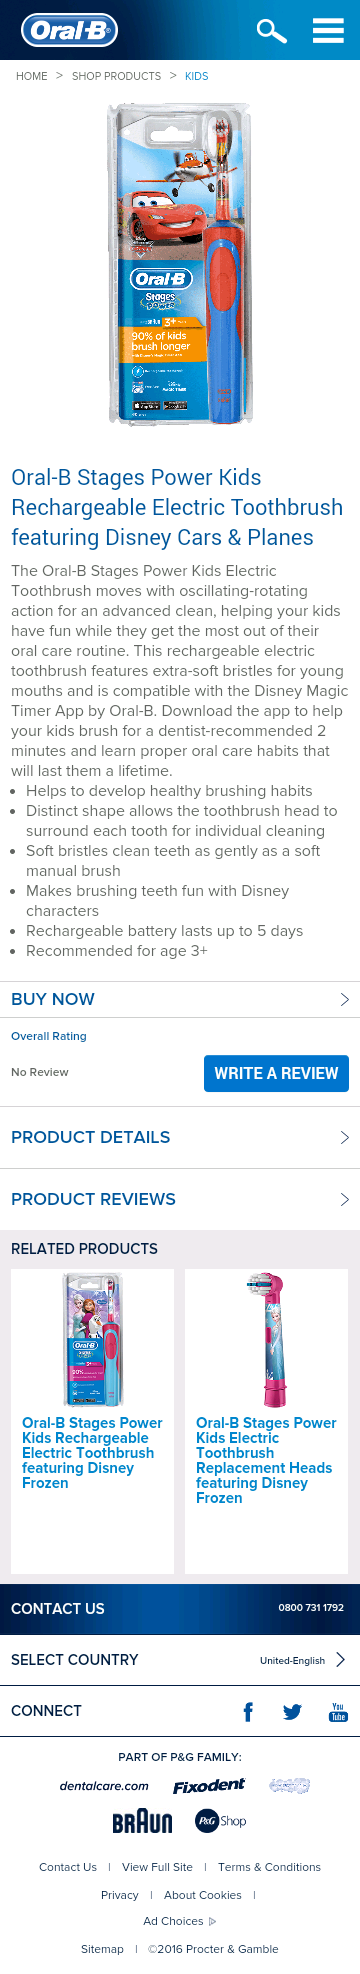 Oral-B
HOME > SHOP PRODUCTS > KIDS
Oral-B
Stages
POWER
3+
90% of kids
brush longer
Oral-B Stages Power Kids
Rechargeable Electric Toothbrush
featuring Disney Cars & Planes
The Oral-B Stages Power Kids Electric
Toothbrush moves with oscillating-rotating
action for an advanced clean, helping your kids
have fun while they get the most out of their
oral care routine. This rechargeable electric
toothbrush features extra-soft bristles for young
mouths and is compatible with the Disney Magic
Timer App by Oral-B. Download the app to help
your kids brush for a dentist-recommended 2
minutes and learn proper oral care habits that
will last them a lifetime.
• Helps to develop healthy brushing habits
• Distinct shape allows the toothbrush head to
surround each tooth for individual cleaning
• Soft bristles clean teeth as gently as a soft
manual brush
• Makes brushing teeth fun with Disney
characters
• Rechargeable battery lasts up to 5 days
• Recommended for age 3+
BUY NOW
Overall Rating
No Review
WRITE A REVIEW
PRODUCT DETAILS
PRODUCT REVIEWS
RELATED PRODUCTS
Oral-B
Oral-B Stages Power
Kids Rechargeable
Electric Toothbrush
featuring Disney
Frozen
Oral-B Stages Power
Kids Electric
Toothbrush
Replacement Heads
featuring Disney
Frozen
CONTACT US
0800 731 1792
SELECT COUNTRY
United-English
CONNECT
You
Tube
PART OF P&G FAMILY:
dentalcare.com
Fixodent
BRAUN
P&G Shop
Contact Us | View Full Site | Terms & Conditions
Privacy | About Cookies |
Ad Choices
Sitemap | ©2016 Procter & Gamble